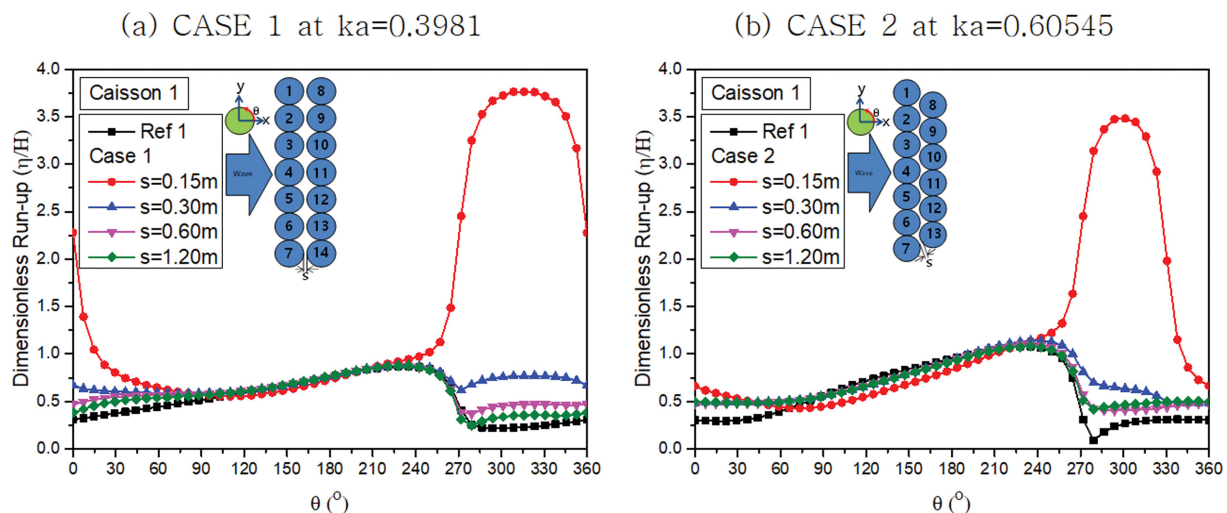 (a) CASE 1 at ka=0.3981
Dimensionless Run-up (η/H)
4.0
3.5
3.0
2.5
2.0
1.5
1.0
0.5
0.0
Caisson 1
Ref 1
Case 1
s=0.15m
s=0.30m
s=0.60m
s=1.20m
y
θ
x
Wave
1 8
2 9
3 10
4 11
5 12
6 13
7 14
s
0 30 60 90 120 150 180 210 240 270 300 330 360
θ (°)
(b) CASE 2 at ka=0.60545
Dimensionless Run-up (η/H)
4.0
3.5
3.0
2.5
2.0
1.5
1.0
0.5
0.0
Caisson 1
Ref 1
Case 2
s=0.15m
s=0.30m
s=0.60m
s=1.20m
y
θ
x
Wave
1
8
2
9
3
10
4
11
5
12
6
13
7
s
0 30 60 90 120 150 180 210 240 270 300 330 360
θ (°)